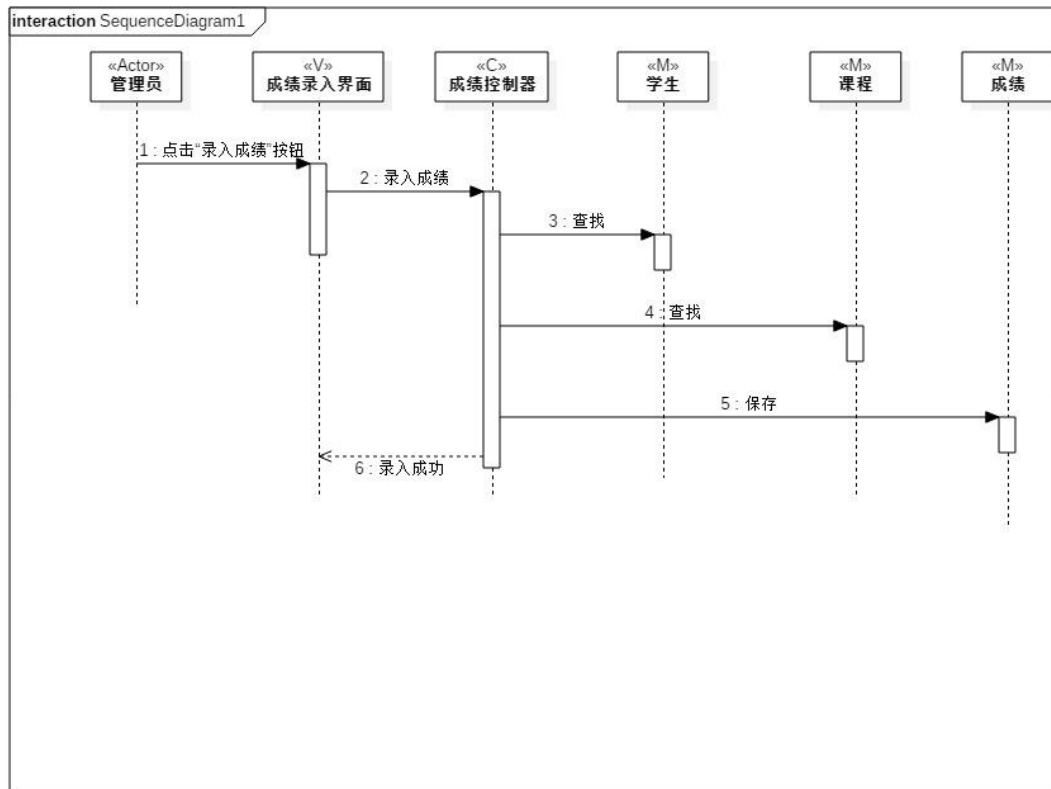 interaction SequenceDiagram1
«Actor»
管理员
«V»
成绩录入界面
«C»
成绩控制器
«M»
学生
«M»
课程
«M»
成绩
1 : 点击“录入成绩”按钮
2 : 录入成绩
3 : 查找
4 : 查找
5 : 保存
6 : 录入成功